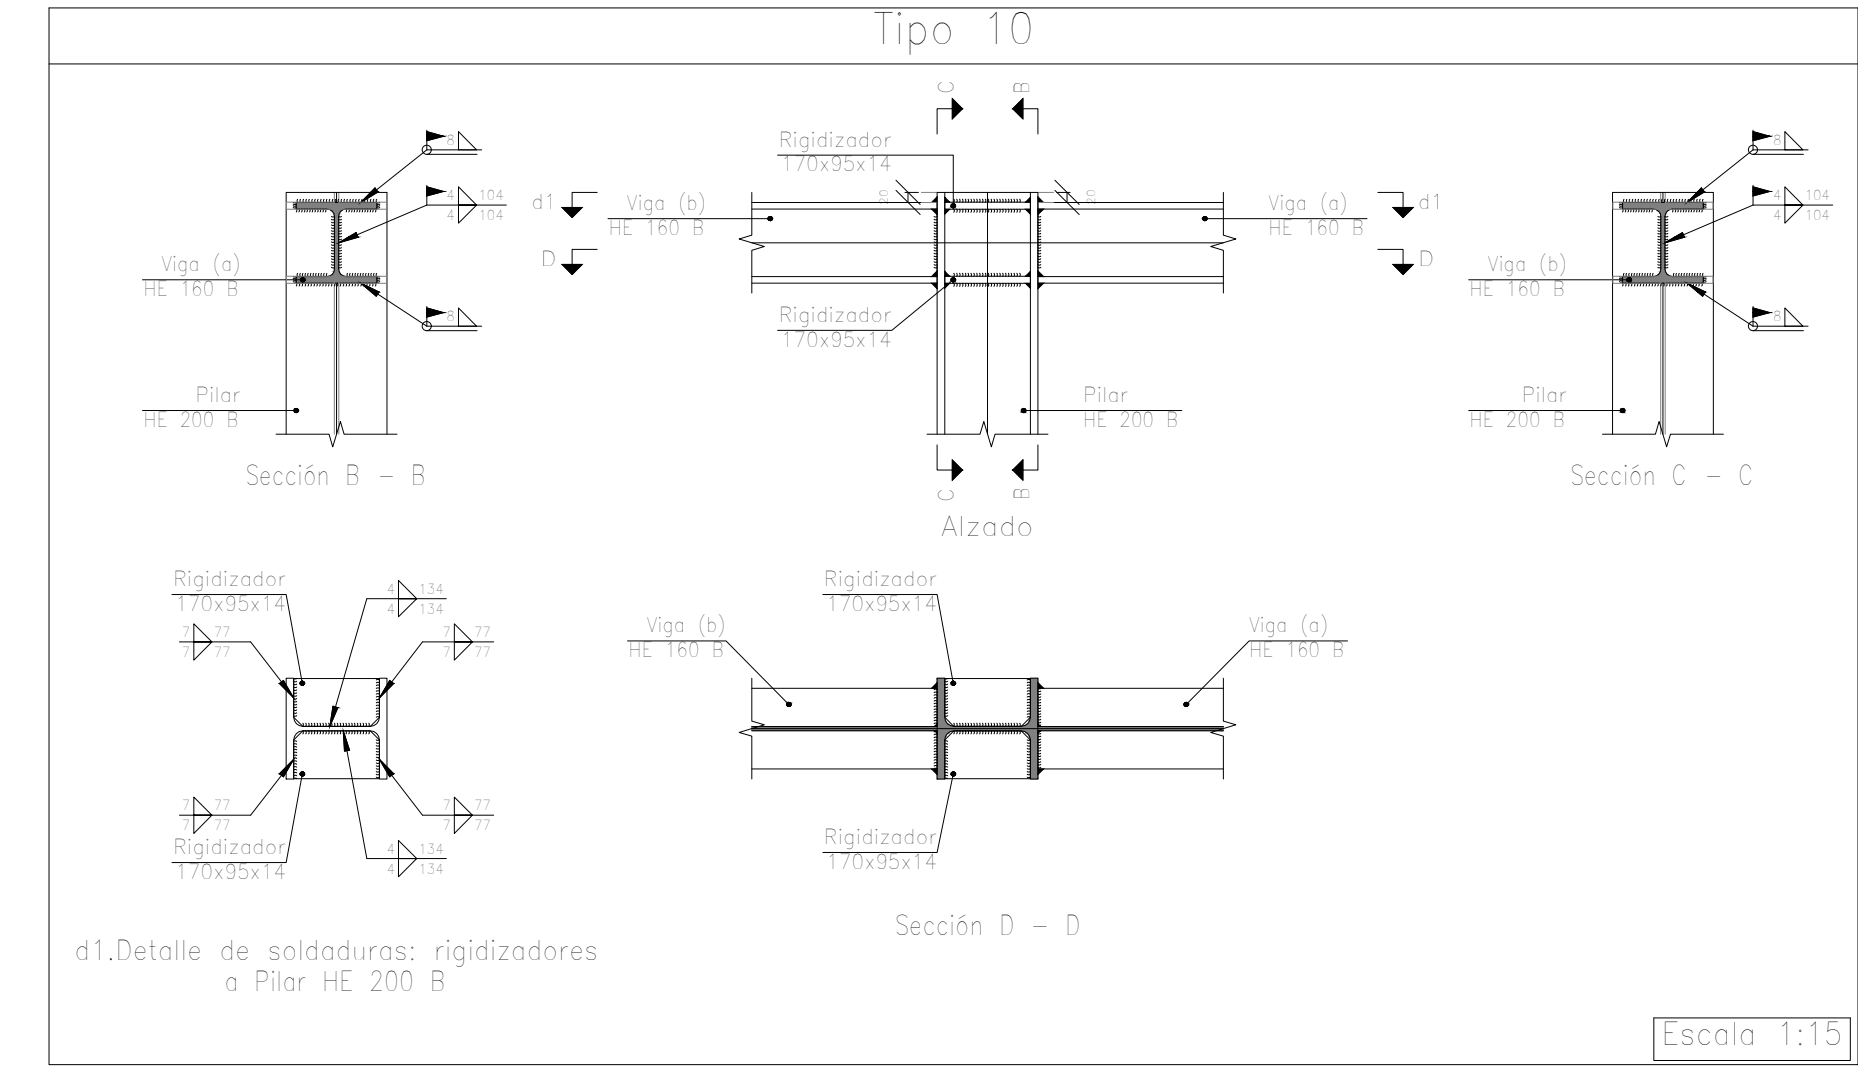 Tipo 10
C
B
8
4
104
4
104
8
Viga (a)
HE 160 B
Pilar
HE 200 B
Sección B - B
Rigidizador
170x95x14
d1
Viga (b)
HE 160 B
20
20
Viga (a)
HE 160 B
d1
D
D
Rigidizador
170x95x14
Pilar
HE 200 B
C
B
Alzado
8
4
104
4
104
8
Viga (b)
HE 160 B
Pilar
HE 200 B
Sección C - C
Rigidizador
170x95x14
4
134
4
134
7
77
7
77
7
77
7
77
7
77
7
77
7
77
7
77
Rigidizador
170x95x14
4
134
4
134
d1.Detalle de soldaduras: rigidizadores
a Pilar HE 200 B
Rigidizador
170x95x14
Viga (b)
HE 160 B
Viga (a)
HE 160 B
Rigidizador
170x95x14
Sección D - D
Escala 1:15